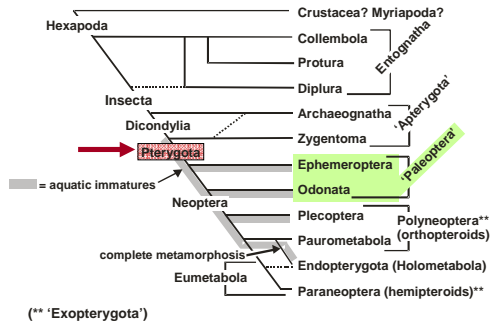 Crustacea? Myriapoda?
Hexapoda
Collembola
Entognatha
Protura
Diplura
Insecta
Archaeognatha
'Apterygota'
Dicondylia
Zygentoma
Pterygota
Ephemeroptera
'Paleoptera'
= aquatic immatures
Odonata
Neoptera
Plecoptera
Polyneoptera**
(orthopteroids)
Paurometabola
complete metamorphosis
Endopterygota (Holometabola)
Eumetabola
Paraneoptera (hemipteroids)**
(** 'Exopterygota')